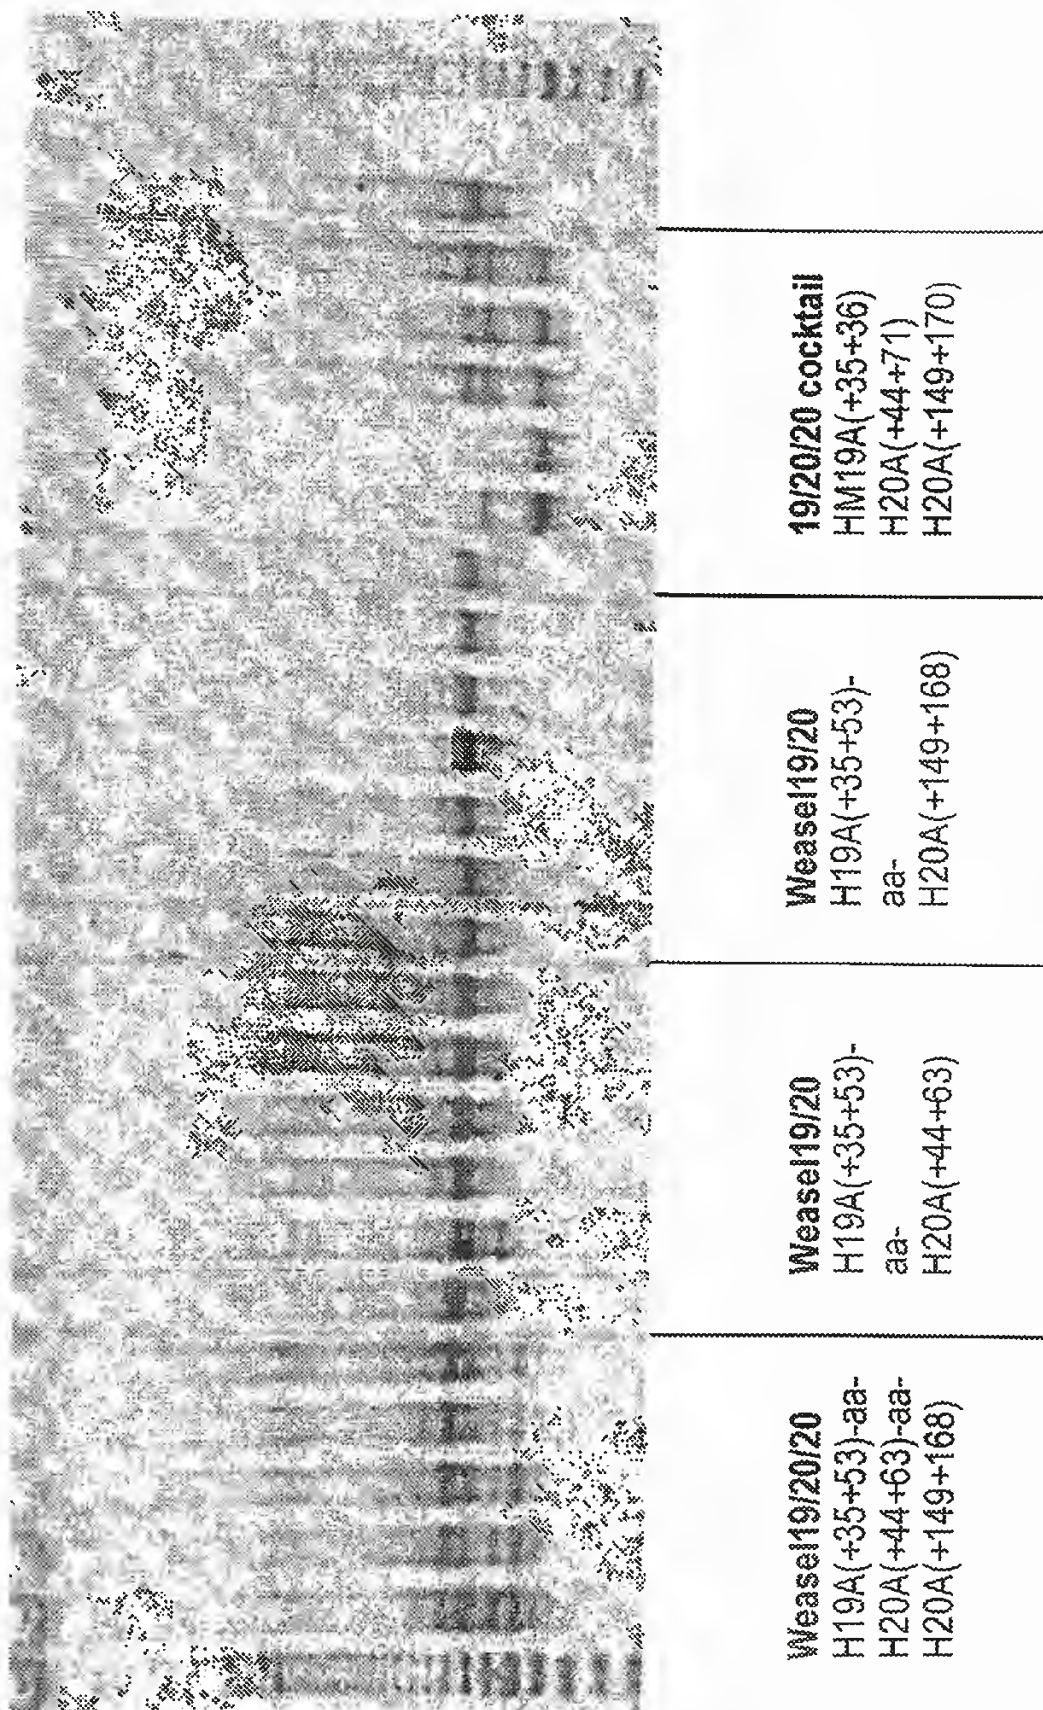 Weasel19/20/20
H19A(+35+53)-aa-
H20A(+44+63)-aa-
H20A(+149+168)
Weasel19/20
H19A(+35+53)-
aa-
H20A(+44+63)
Weasel19/20
H19A(+35+53)-
aa-
H20A(+149+168)
19/20/20 cocktail
HM19A(+35+36)
H20A(+44+71)
H20A(+149+170)